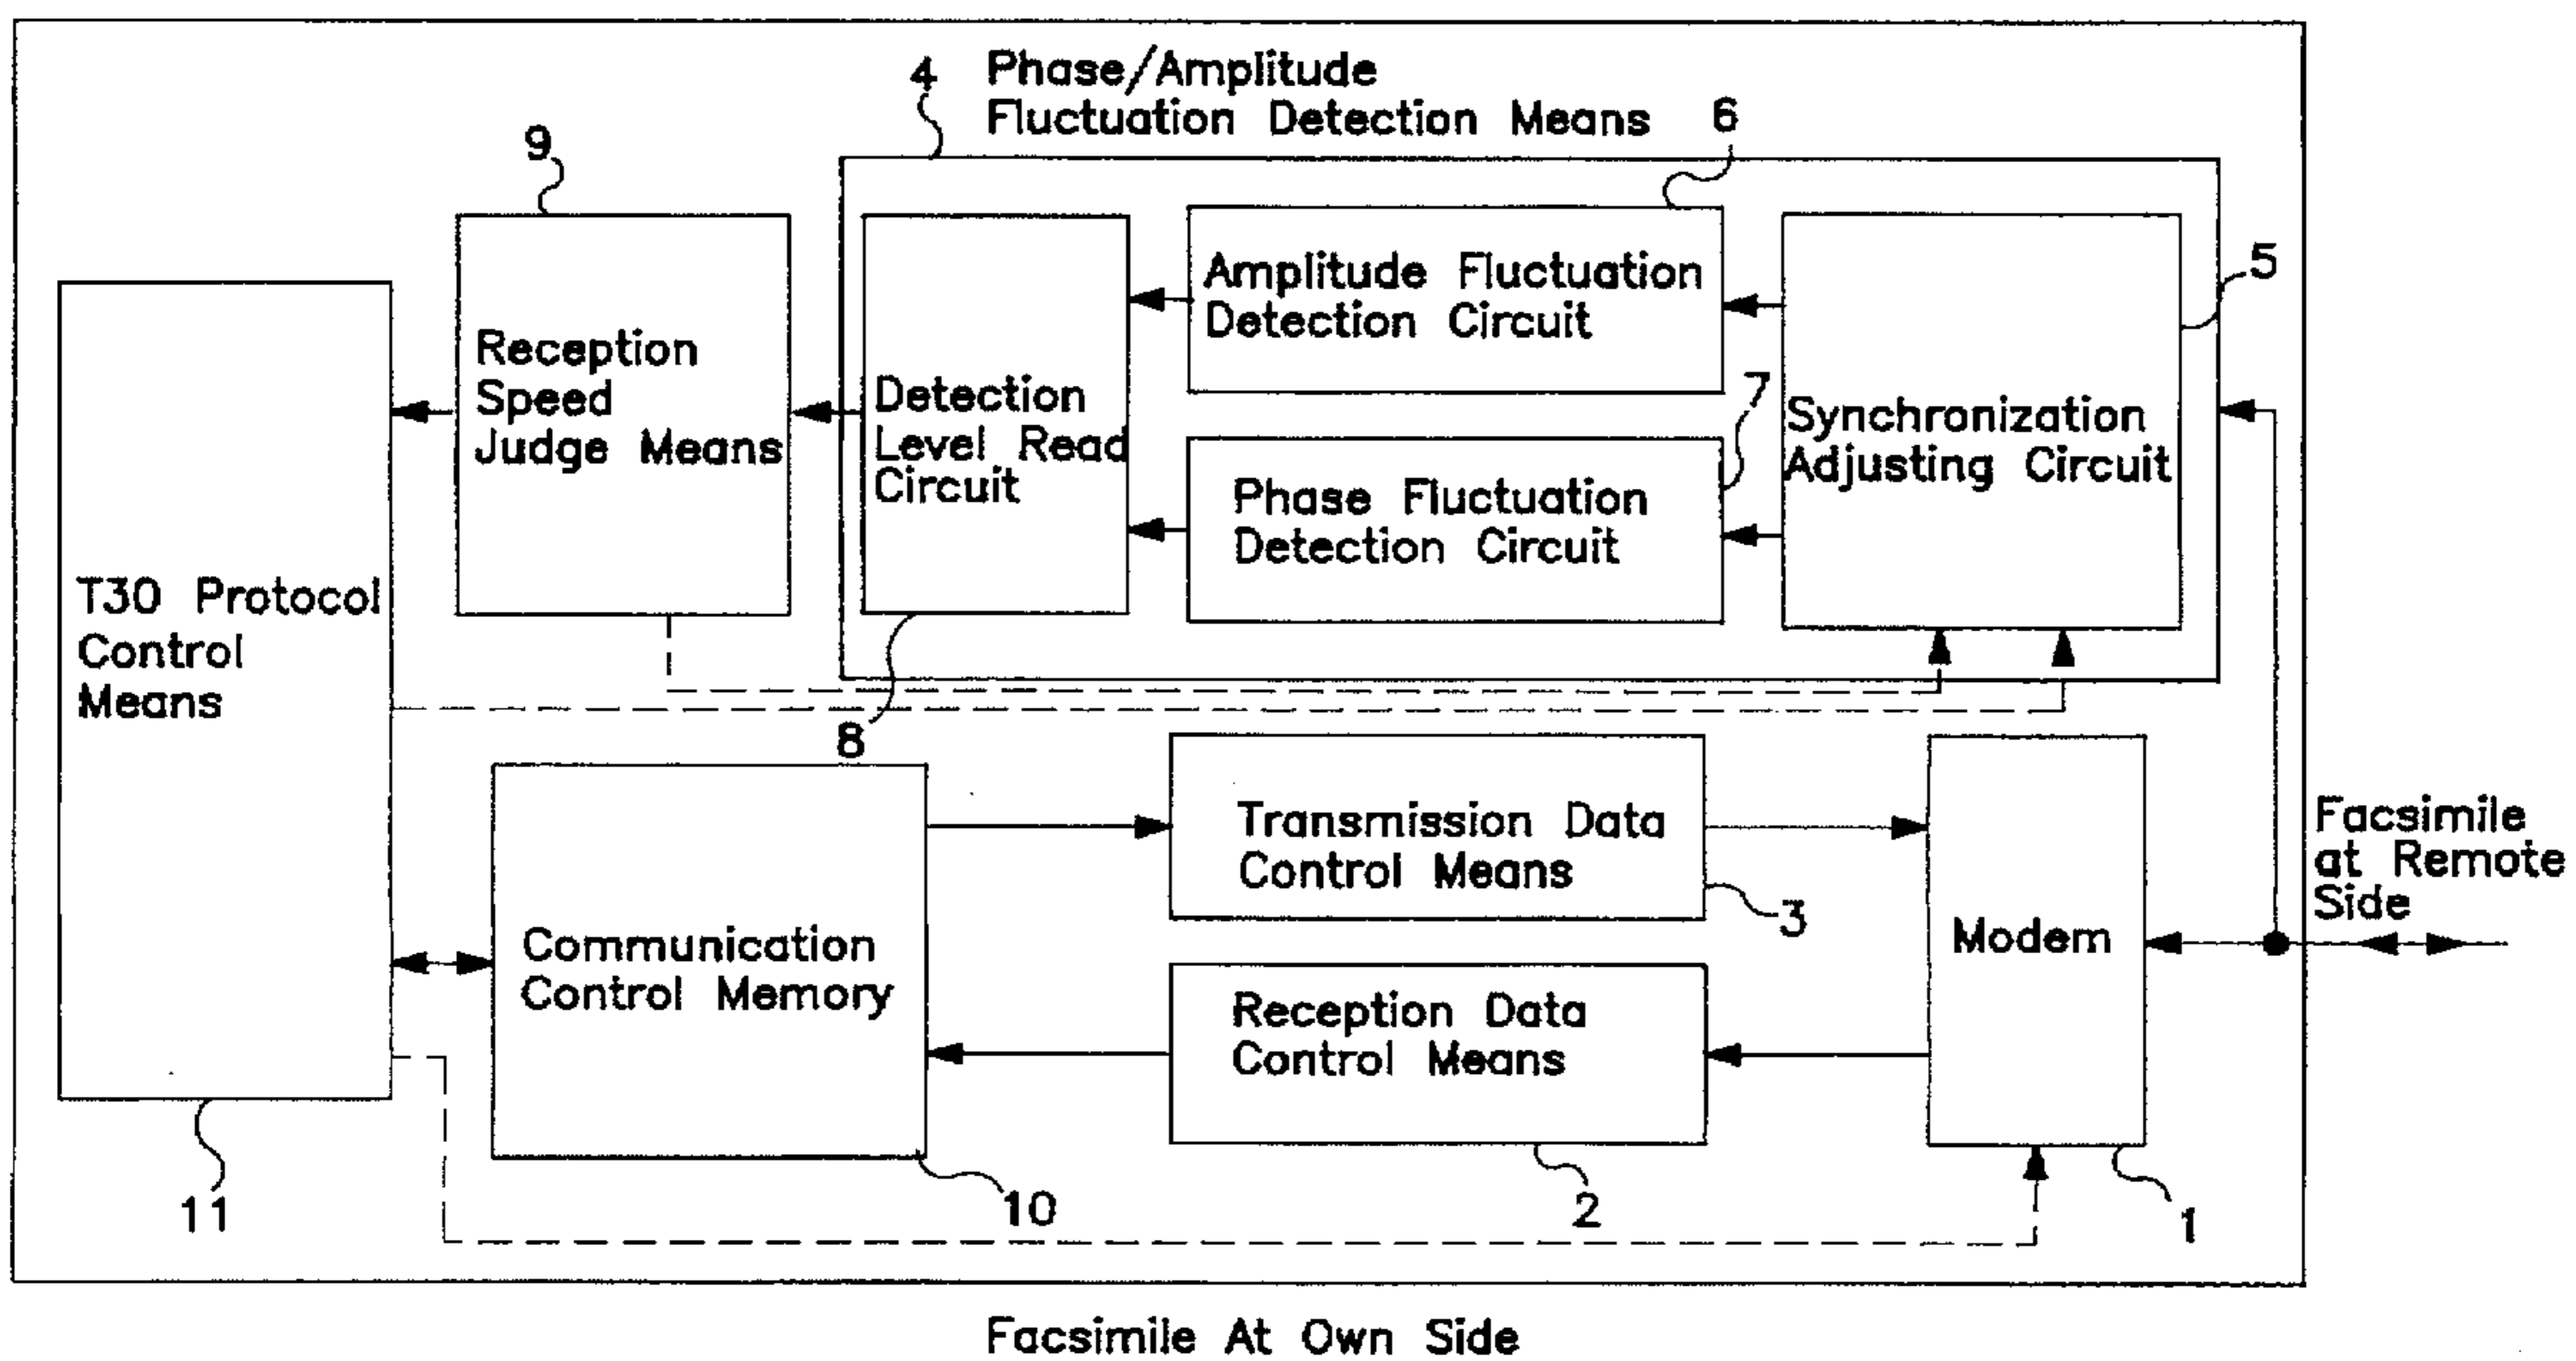 4
Phase/Amplitude
Fluctuation Detection Means
6
9
5
Amplitude Fluctuation
Detection Circuit
Reception
Speed
Judge Means
Detection
Level Read
Circuit
7
Synchronization
Adjusting Circuit
Phase Fluctuation
Detection Circuit
T30 Protocol
Control
Means
8
Transmission Data
Control Means
3
Facsimile
at Remote
Side
Communication
Control Memory
Modem
Reception Data
Control Means
11
10
2
1
Facsimile At Own Side